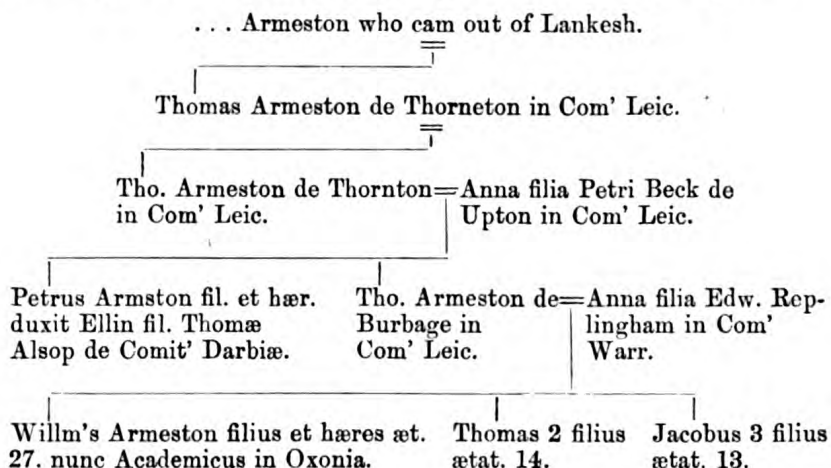 . . . Armeston who cam out of Lankesh.
Thomas Armeston de Thorneton in Com' Leic.
Tho. Armeston de Thornton=Anna filia Petri Beck de
in Com' Leic. Upton in Com' Leic.
Petrus Armston fil. et hær.
duxit Ellin fil. Thomæ
Alsop de Comit' Darbiæ.
Tho. Armeston de=Anna filia Edw. Rep-
Burbage in lingham in Com'
Com' Leic. Warr.
Willm's Armeston filius et hæres æt.
27. nunc Academicus in Oxonia.
Thomas 2 filius
ætat. 14.
Jacobus 3 filius
ætat. 13.